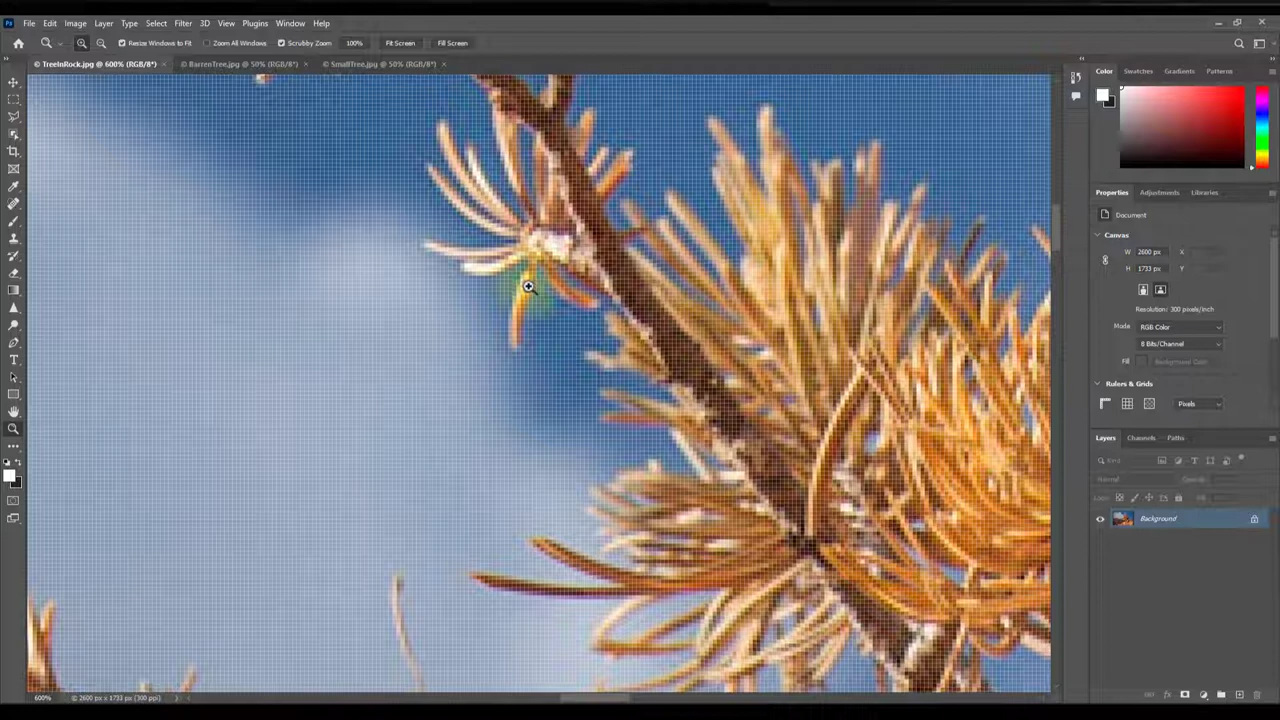 Ps File Edit Image Layer Type Select Filter 3D View Plugins Window Help
Resize Windows to Fit Zoom All Windows Scrubby Zoom 100% Fit Screen Fill Screen
© TreeInRock.jpg @ 600% (RGB/8*) × © BarrenTree.jpg @ 50% (RGB/8*) × © SmallTree.jpg @ 50% (RGB/8*) ×
Color Swatches Gradients Patterns
Properties Adjustments Libraries
Document
Canvas
W 2600 px X
H 1733 px Y
Resolution: 300 pixels/inch
Mode RGB Color
8 Bits/Channel
Fill Background Color
Rulers & Grids
Pixels
Layers Channels Paths
Kind
Normal Opacity:
Lock: Fill:
Background
600% © 2600 px x 1733 px (300 ppi)